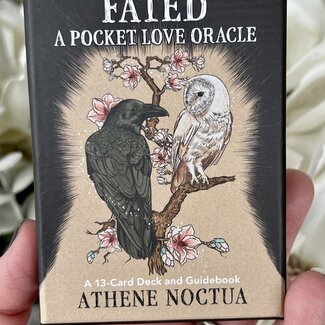 FATED
A POCKET LOVE ORACLE
A 13-Card Deck and Guidebook
ATHENE NOCTUA